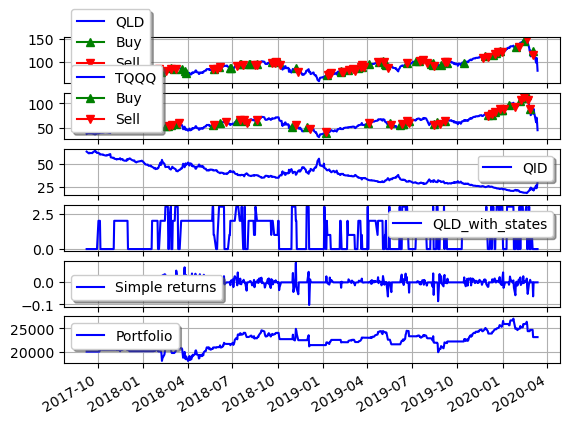 QLD
Buy
Sell
150
100
TQQQ
Buy
Sell
100
50
QID
50
25
QLD_with_states
2.5
0.0
Simple returns
0.0
−0.1
Portfolio
25000
20000
2017-10
2018-01
2018-04
2018-07
2018-10
2019-01
2019-04
2019-07
2019-10
2020-01
2020-04